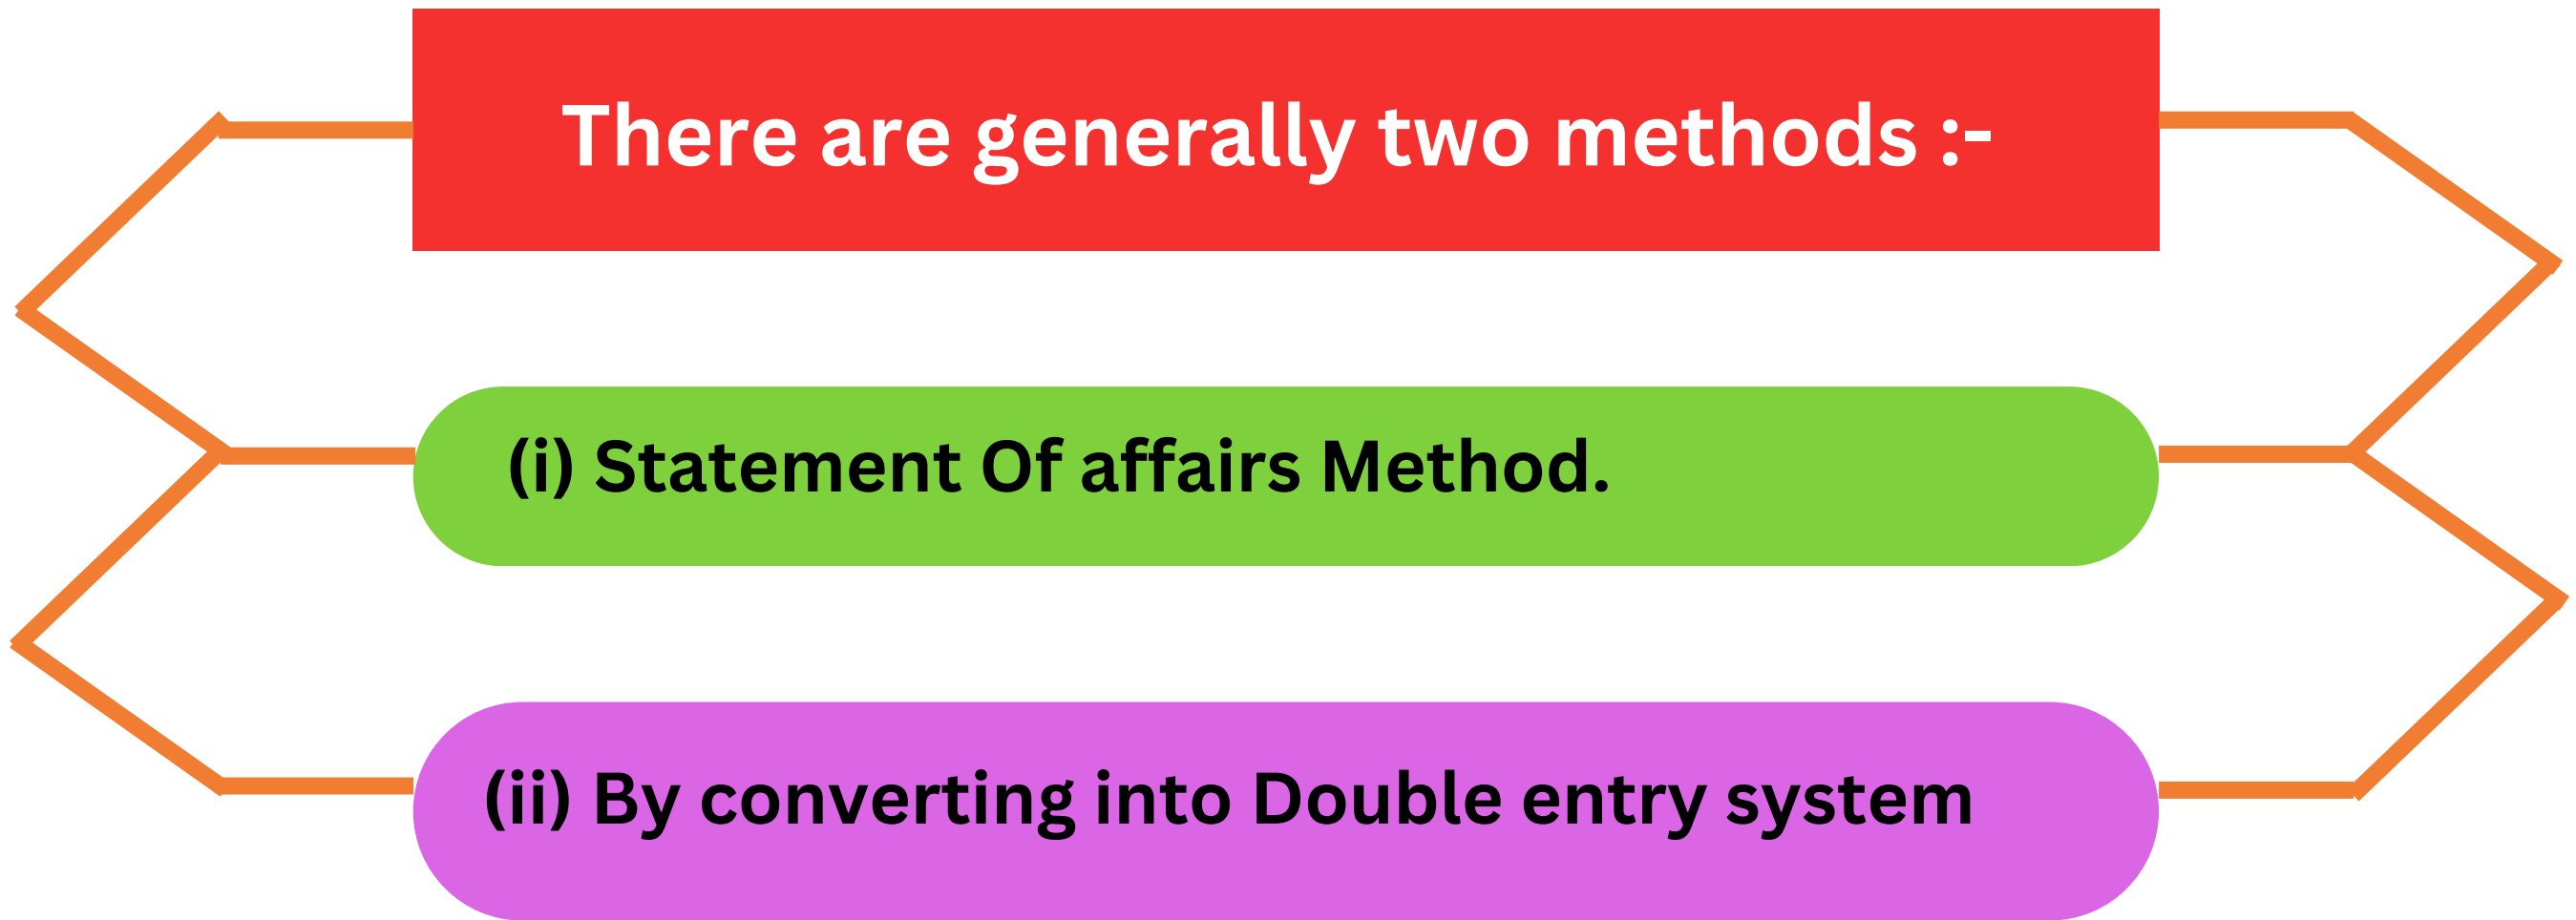 There are generally two methods :-
(i) Statement Of affairs Method.
(ii) By converting into Double entry system